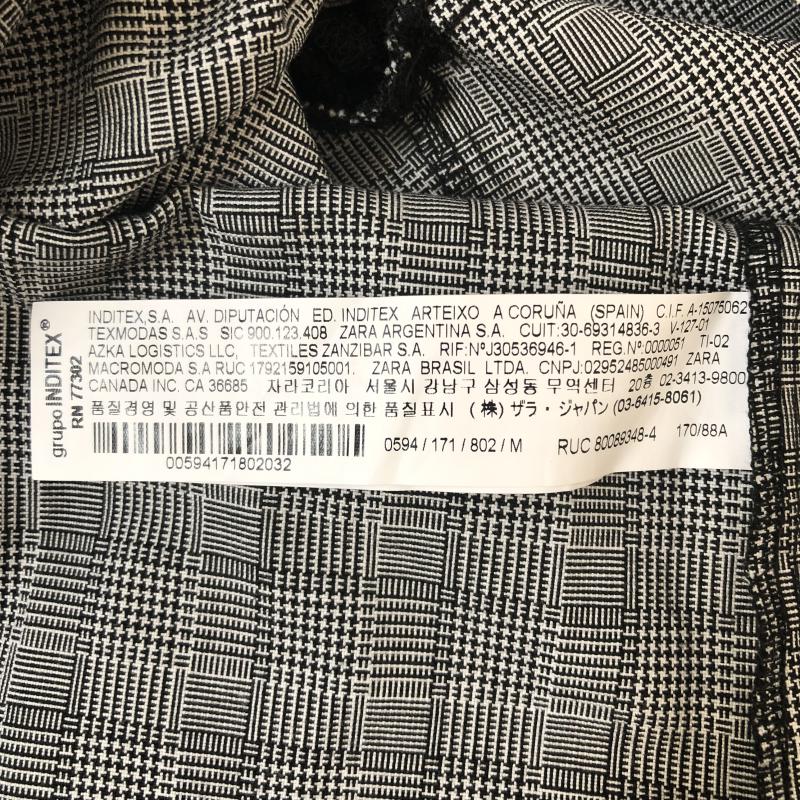 grupo INDITEX®
RN 77302
INDITEX,S.A. AV. DIPUTACIÓN ED. INDITEX ARTEIXO A CORUÑA (SPAIN) C.I.F. A-15075062
TEXMODAS S.A.S SIC 900.123.408 ZARA ARGENTINA S.A. CUIT:30-69314836-3 V-127-01
AZKA LOGISTICS LLC, TEXTILES ZANZIBAR S.A. RIF:NºJ30536946-1 REG.Nº:0000051 TI-02
MACROMODA S.A RUC 1792159105001. ZARA BRASIL LTDA. CNPJ:02952485000491 ZARA
CANADA INC. CA 36685 자라코리아 서울시 강남구 삼성동 무역센터 20층 02-3413-9800
품질경영 및 공산품안전 관리법에 의한 품질표시 (株) ザラ・ジャパン (03-6415-8061)
0594 / 171 / 802 / M RUC 80089348-4 170/88A
00594171802032